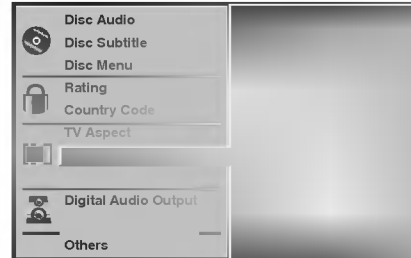 Disc Audio
Disc Subtitle
Disc Menu
Rating
Country Code
TV Aspect
Digital Audio Output
Others